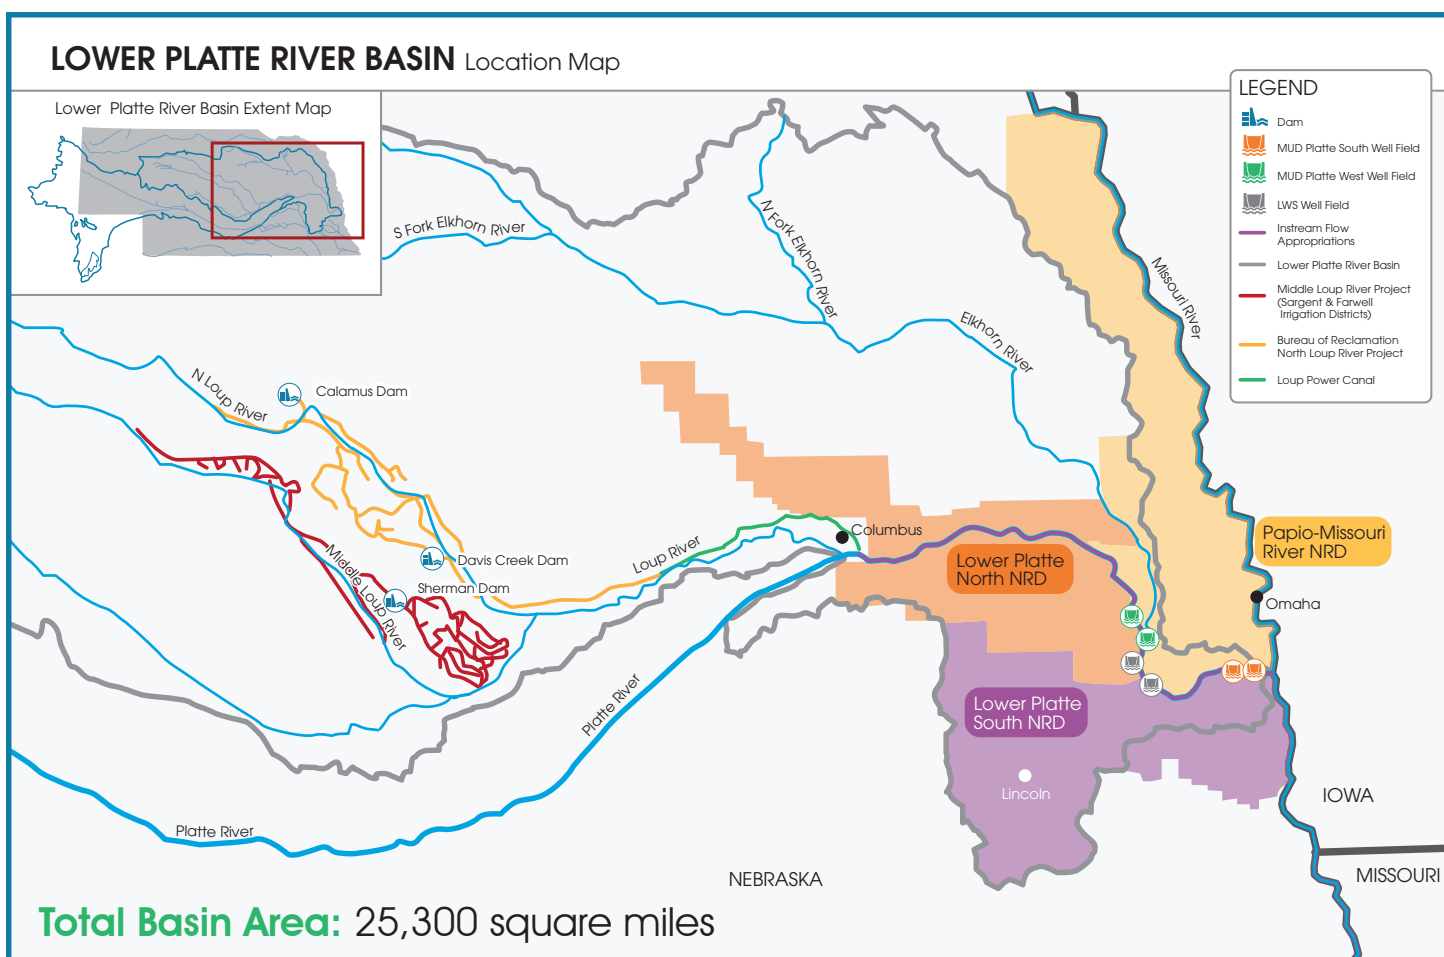 LOWER PLATTE RIVER BASIN Location Map
Lower Platte River Basin Extent Map
LEGEND
Dam
MUD Platte South Well Field
MUD Platte West Well Field
LWS Well Field
Instream Flow
Appropriations
Lower Platte River Basin
Middle Loup River Project
(Sargent & Farwell
Irrigation Districts)
Bureau of Reclamation
North Loup River Project
Loup Power Canal
S Fork Elkhorn River
N Fork Elkhorn River
Missouri River
Elkhorn River
N Loup River
Calamus Dam
Columbus
Loup River
Papio-Missouri
River NRD
Davis Creek Dam
Lower Platte
North NRD
Middle Loup River
Sherman Dam
Omaha
Platte River
Lower Platte
South NRD
Lincoln
IOWA
Platte River
NEBRASKA
MISSOURI
Total Basin Area: 25,300 square miles